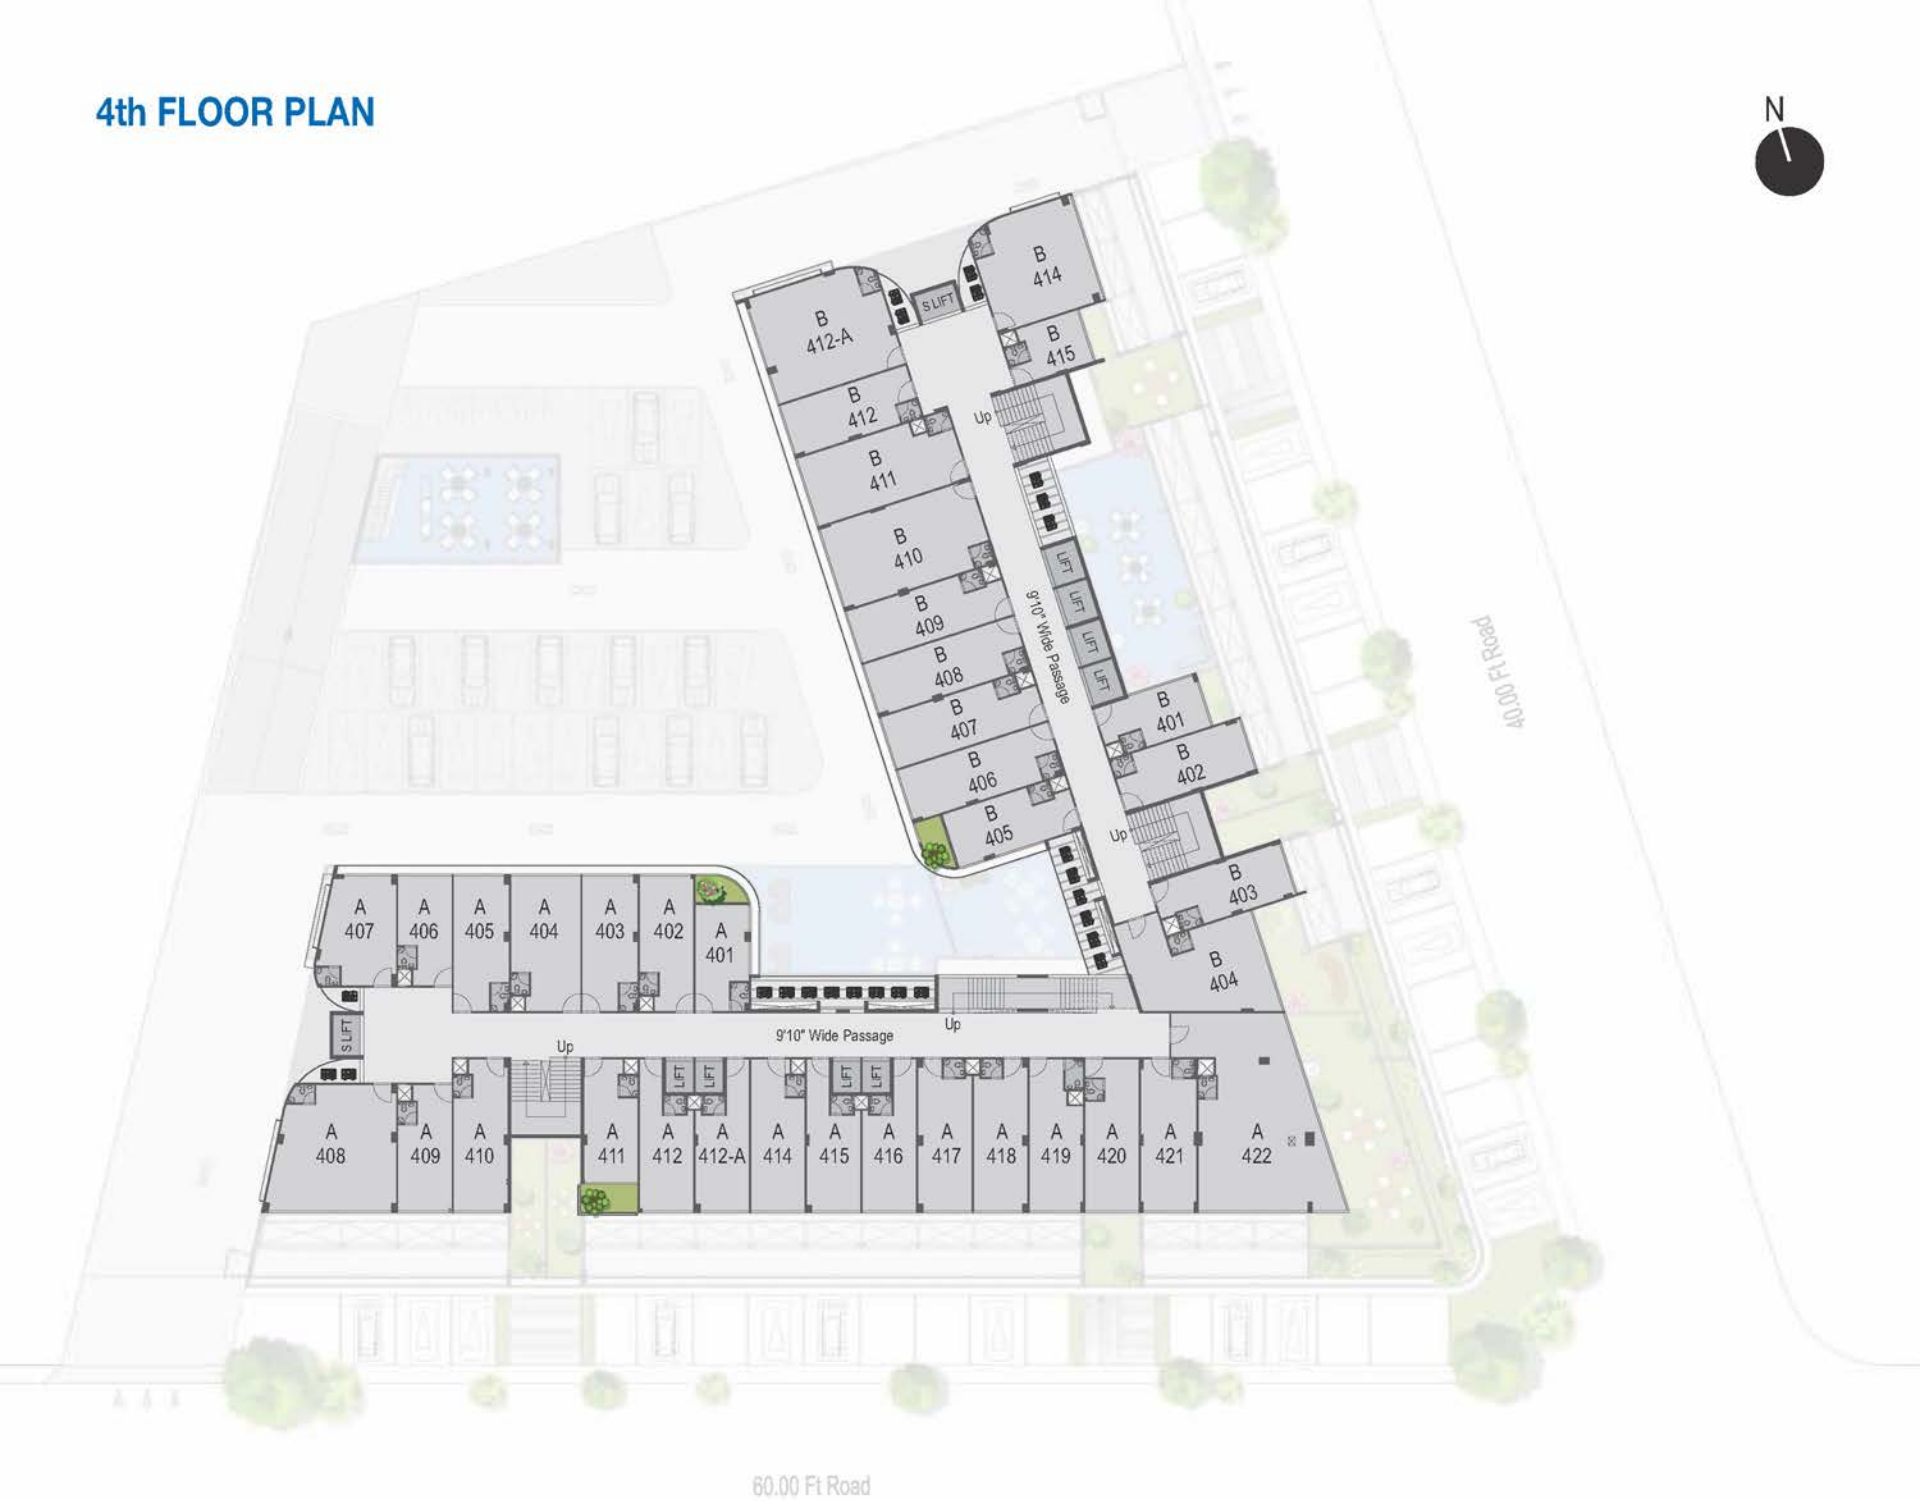 4th FLOOR PLAN
N
B
414
S LIFT
B
412-A
B
415
B
412
Up
B
411
B
410
LIFT
LIFT
LIFT
LIFT
9'10" Wide Passage
B
409
B
408
B
407
B
406
B
405
B
401
B
402
Up
B
403
B
404
40.00 Ft Road
A
407
A
406
A
405
A
404
A
403
A
402
A
401
S LIFT
Up
9'10" Wide Passage
Up
LIFT
LIFT
LIFT
LIFT
A
408
A
409
A
410
A
411
A
412
A
412-A
A
414
A
415
A
416
A
417
A
418
A
419
A
420
A
421
A
422
60.00 Ft Road